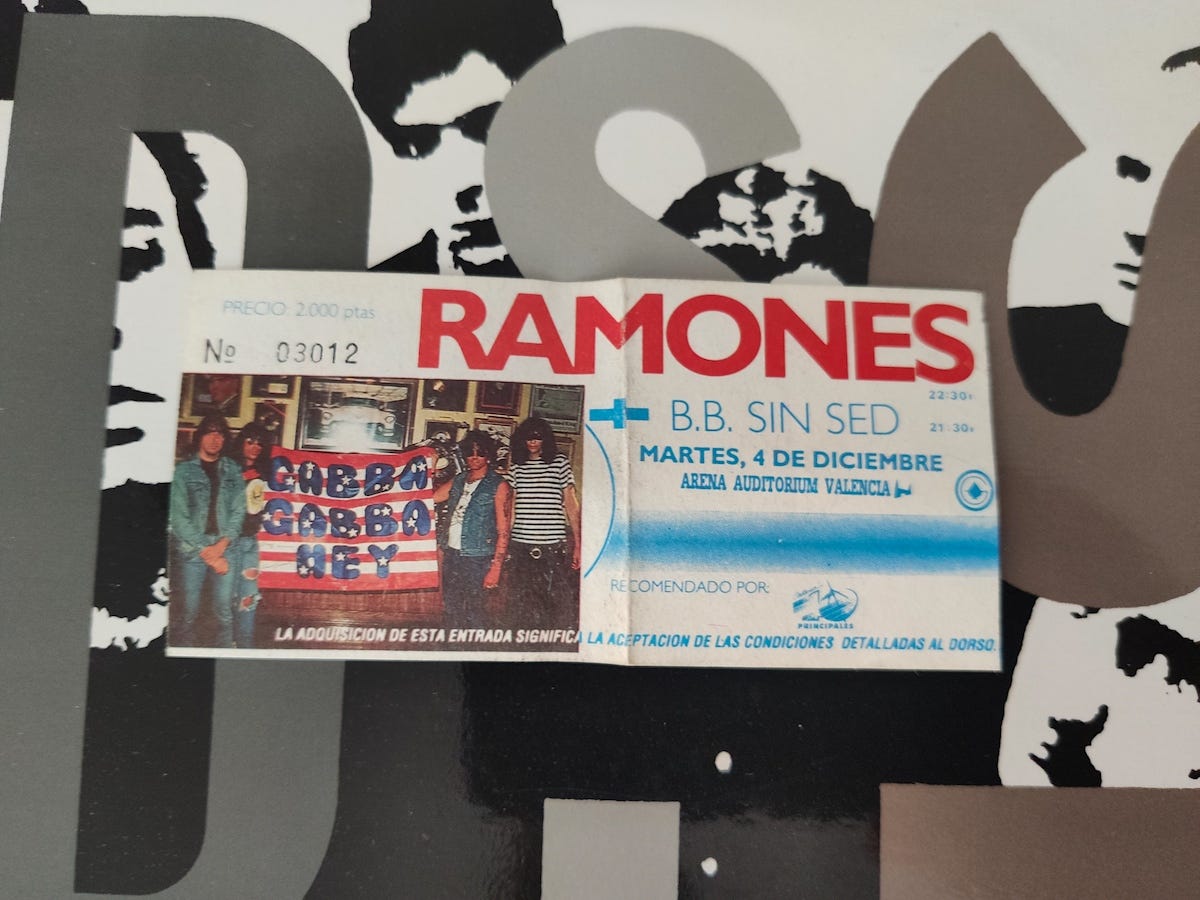 PRECIO: 2.000 ptas
Nº 03012
RAMONES
22:30h
+ B.B. SIN SED 21:30h
MARTES, 4 DE DICIEMBRE
ARENA AUDITORIUM VALENCIA
GABBA
GABBA
HEY
RECOMENDADO POR:
PRINCIPALES
LA ADQUISICION DE ESTA ENTRADA SIGNIFICA LA ACEPTACION DE LAS CONDICIONES DETALLADAS AL DORSO.